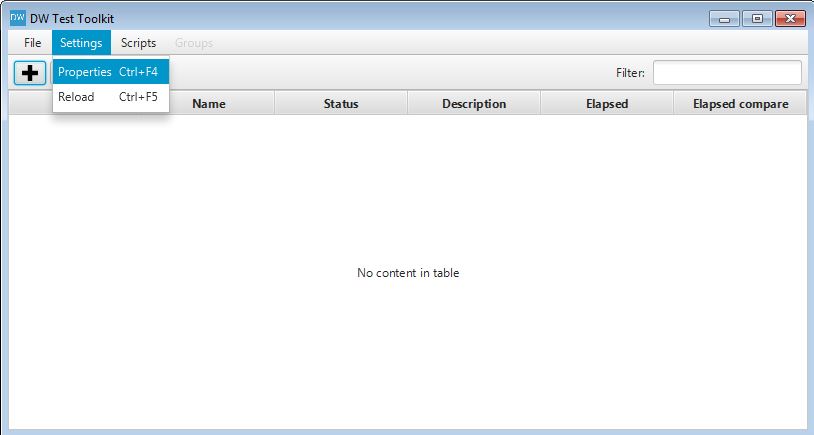 DW DW Test Toolkit
File Settings Scripts Groups
Properties Ctrl+F4
Filter:
Reload Ctrl+F5
Name Status Description Elapsed Elapsed compare
No content in table